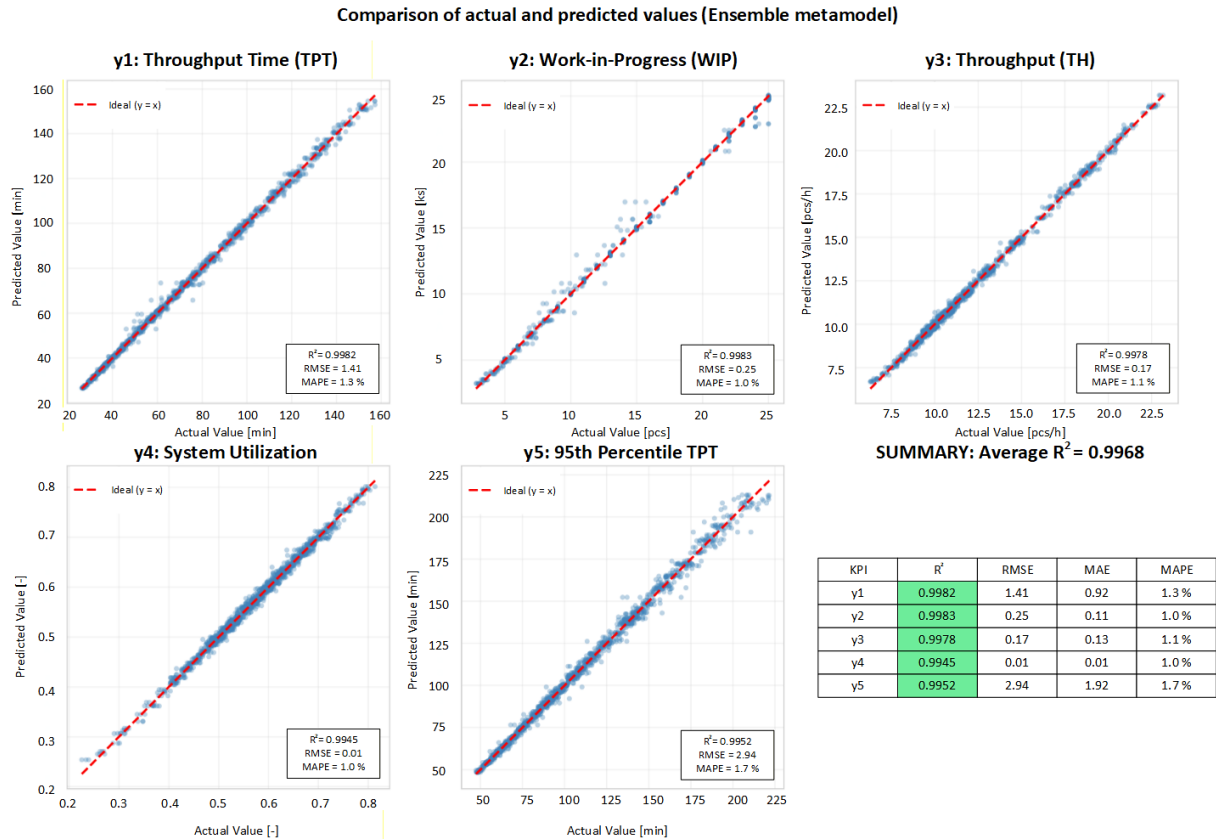 Comparison of actual and predicted values (Ensemble metamodel)
y1: Throughput Time (TPT)
160
140
120
100
80
60
40
20
Predicted Value [min]
Ideal (y = x)
R²= 0.9982
RMSE = 1.41
MAPE = 1.3 %
20 40 60 80 100 120 140 160
Actual Value [min]
y2: Work-in-Progress (WIP)
25
20
15
10
5
Predicted Value [ks]
Ideal (y = x)
R²= 0.9983
RMSE = 0.25
MAPE = 1.0 %
5 10 15 20 25
Actual Value [pcs]
y3: Throughput (TH)
22.5
20.0
17.5
15.0
12.5
10.0
7.5
Predicted Value [pcs/h]
Ideal (y = x)
R²= 0.9978
RMSE = 0.17
MAPE = 1.1 %
7.5 10.0 12.5 15.0 17.5 20.0 22.5
Actual Value [pcs/h]
y4: System Utilization
0.8
0.7
0.6
0.5
0.4
0.3
0.2
Predicted Value [-]
Ideal (y = x)
R²= 0.9945
RMSE = 0.01
MAPE = 1.0 %
0.2 0.3 0.4 0.5 0.6 0.7 0.8
Actual Value [-]
y5: 95th Percentile TPT
225
200
175
150
125
100
75
50
Predicted Value [min]
Ideal (y = x)
R²= 0.9952
RMSE = 2.94
MAPE = 1.7 %
50 75 100 125 150 175 200 225
Actual Value [min]
SUMMARY: Average R² = 0.9968
KPI R² RMSE MAE MAPE
y1 0.9982 1.41 0.92 1.3 %
y2 0.9983 0.25 0.11 1.0 %
y3 0.9978 0.17 0.13 1.1 %
y4 0.9945 0.01 0.01 1.0 %
y5 0.9952 2.94 1.92 1.7 %